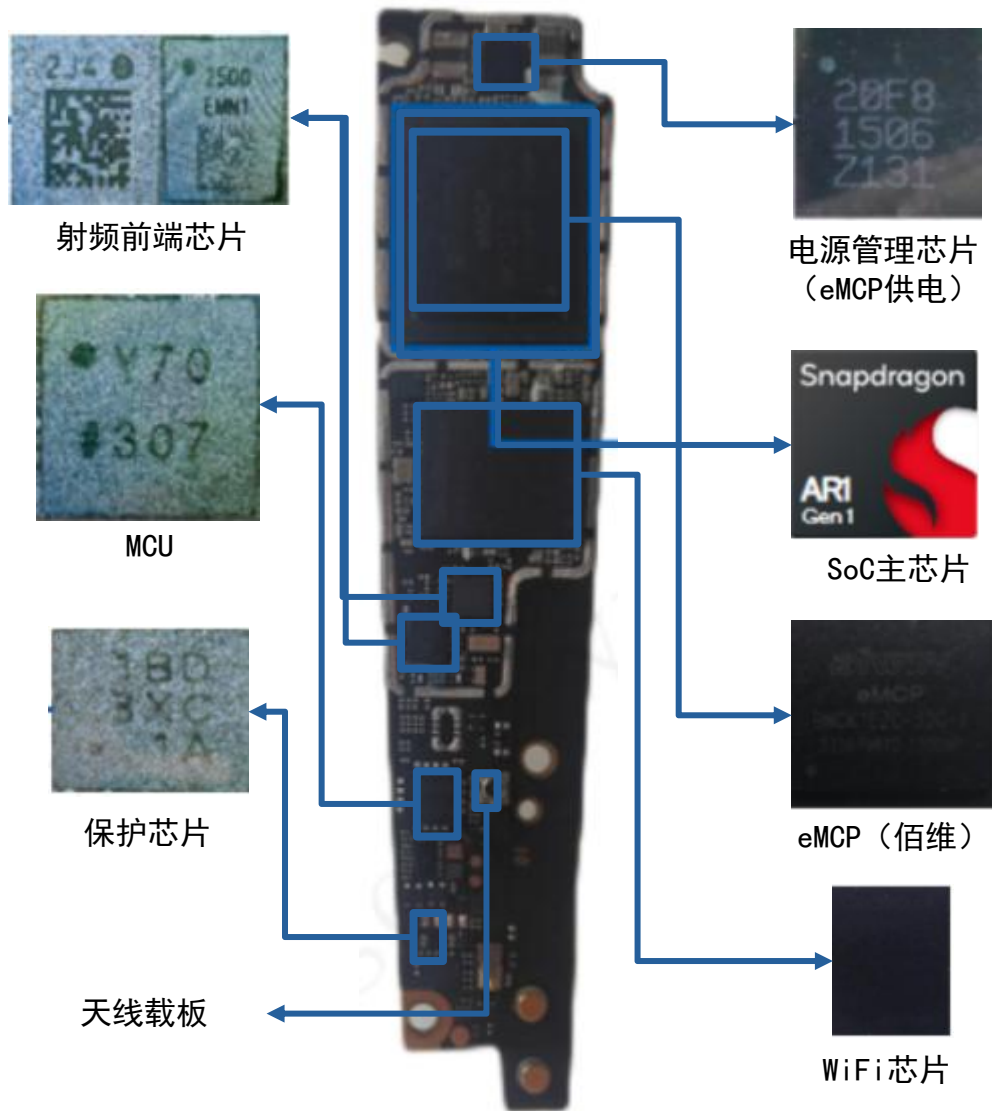 2J4
2500
EMN1
射频前端芯片
Y70
#307
MCU
1BD
3XC
1A
保护芯片
天线载板
20F8
1506
Z131
电源管理芯片
（eMCP供电）
Snapdragon
AR1
Gen 1
SoC主芯片
eMCP
eMCP（佰维）
WiFi芯片